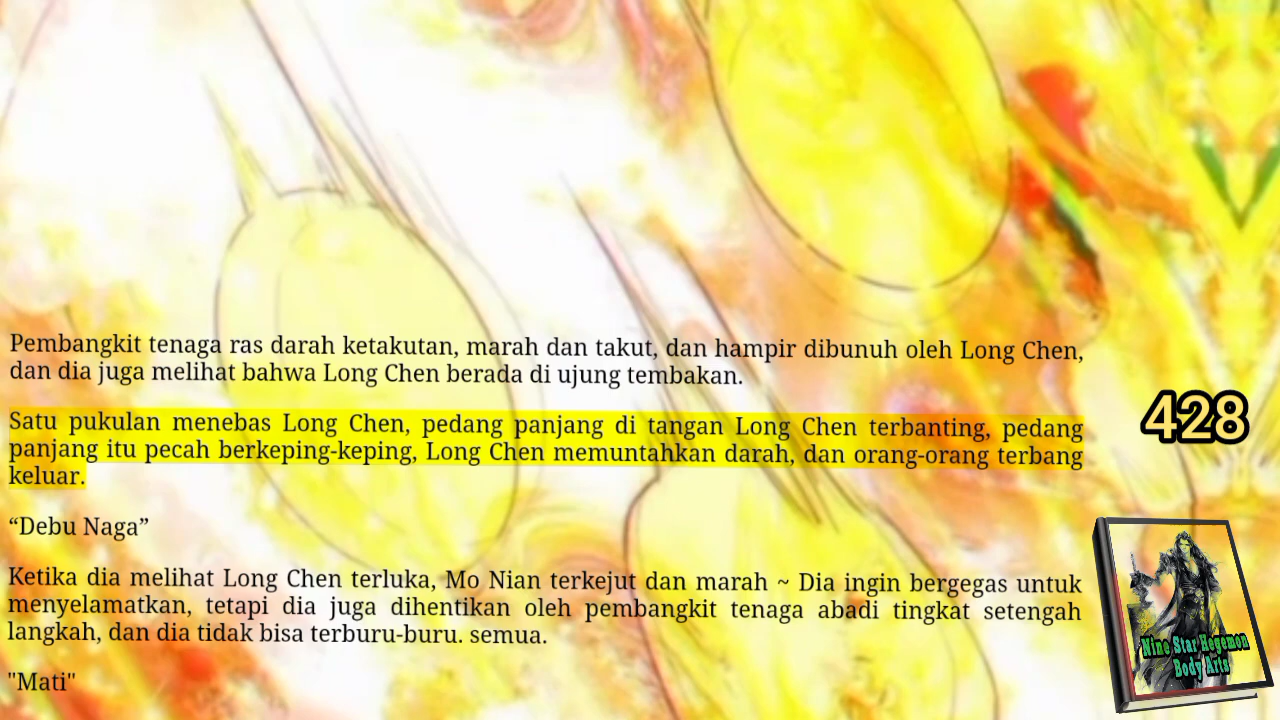 Pembangkit tenaga ras darah ketakutan, marah dan takut, dan hampir dibunuh oleh Long Chen,
dan dia juga melihat bahwa Long Chen berada di ujung tembakan.
Satu pukulan menebas Long Chen, pedang panjang di tangan Long Chen terbanting, pedang
panjang itu pecah berkeping-keping, Long Chen memuntahkan darah, dan orang-orang terbang
keluar.
“Debu Naga”
Ketika dia melihat Long Chen terluka, Mo Nian terkejut dan marah ~ Dia ingin bergegas untuk
menyelamatkan, tetapi dia juga dihentikan oleh pembangkit tenaga abadi tingkat setengah
langkah, dan dia tidak bisa terburu-buru. semua.
"Mati"
428
Nine Star Hegemon
Body Arts